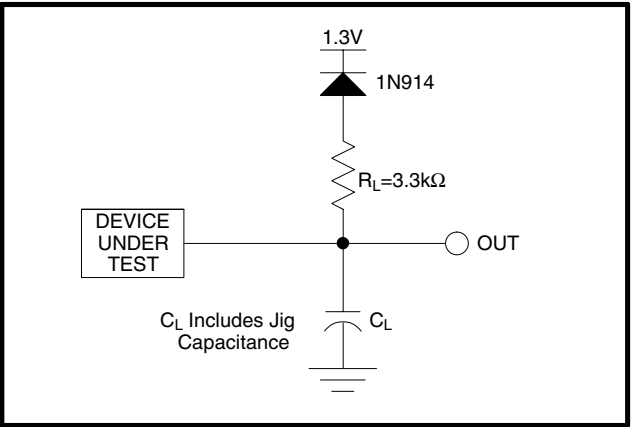 1.3V
1N914
RL=3.3kΩ
DEVICE
UNDER
TEST
OUT
CL Includes Jig
Capacitance
CL